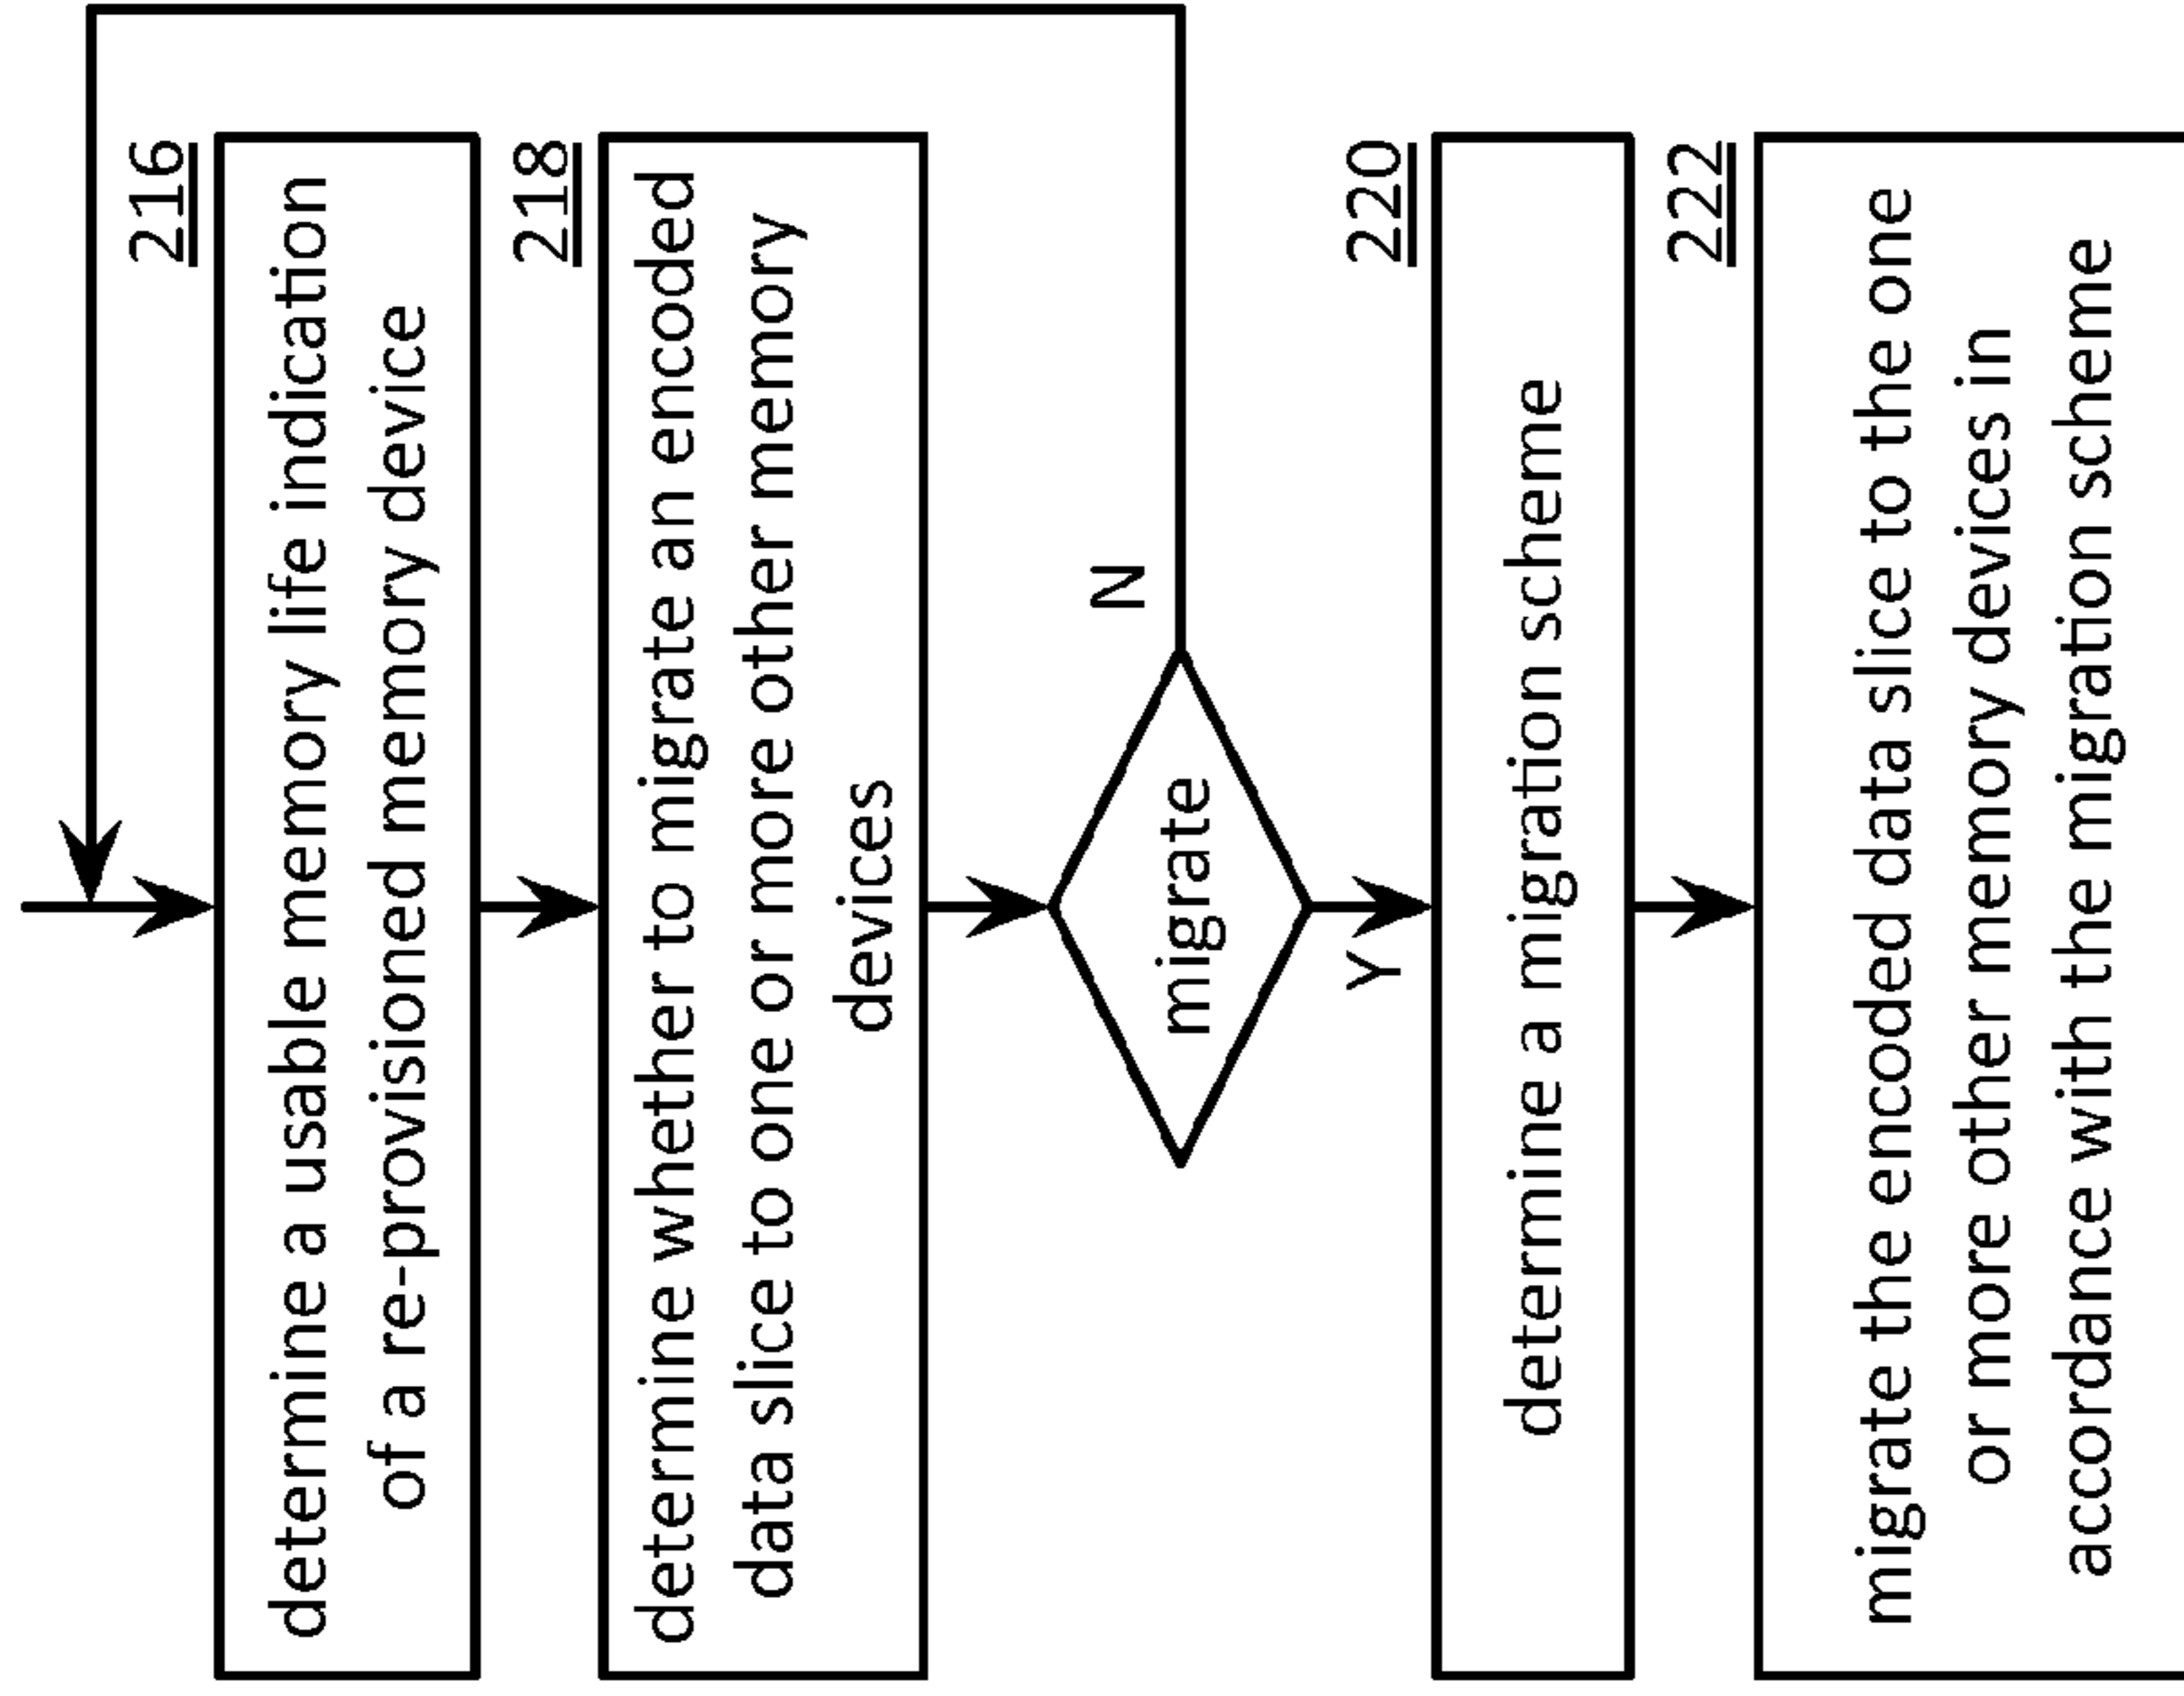 216
determine a usable memory life indication
of a re-provisioned memory device
218
determine whether to migrate an encoded
data slice to one or more other memory
devices
migrate
N
Y
220
determine a migration scheme
222
migrate the encoded data slice to the one
or more other memory devices in
accordance with the migration scheme